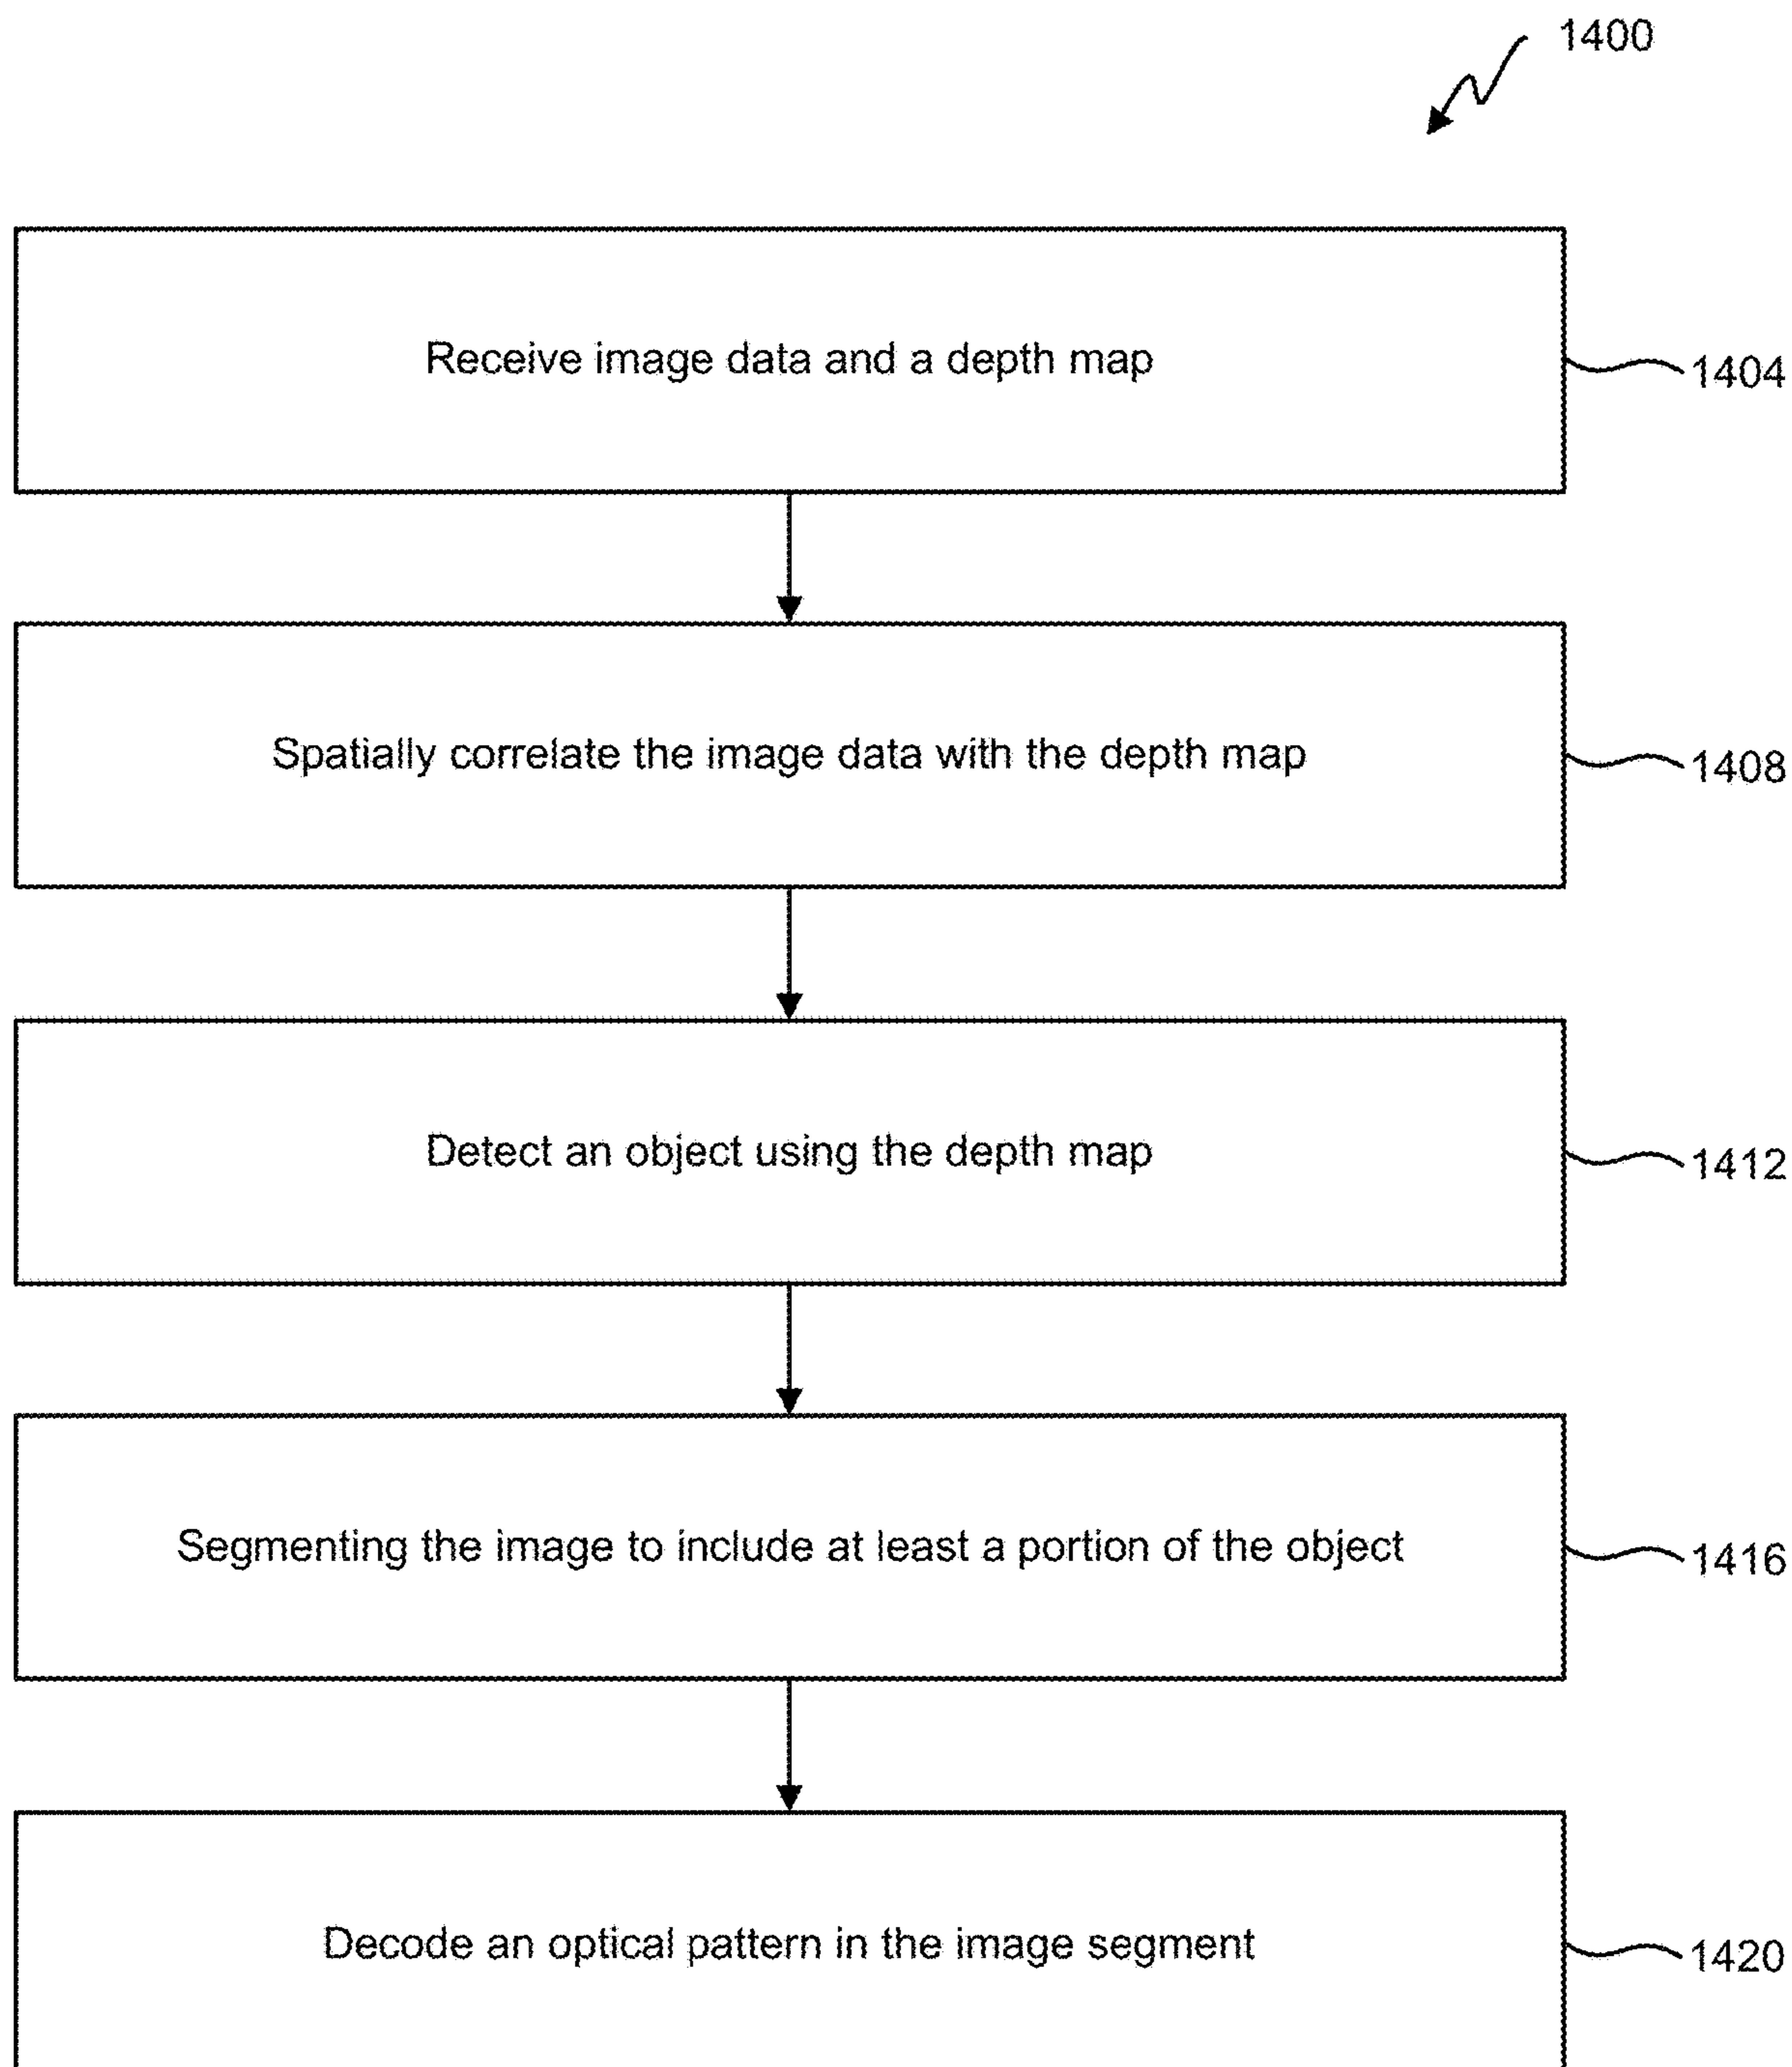 1400
Receive image data and a depth map
1404
Spatially correlate the image data with the depth map
1408
Detect an object using the depth map
1412
Segmenting the image to include at least a portion of the object
1416
Decode an optical pattern in the image segment
1420